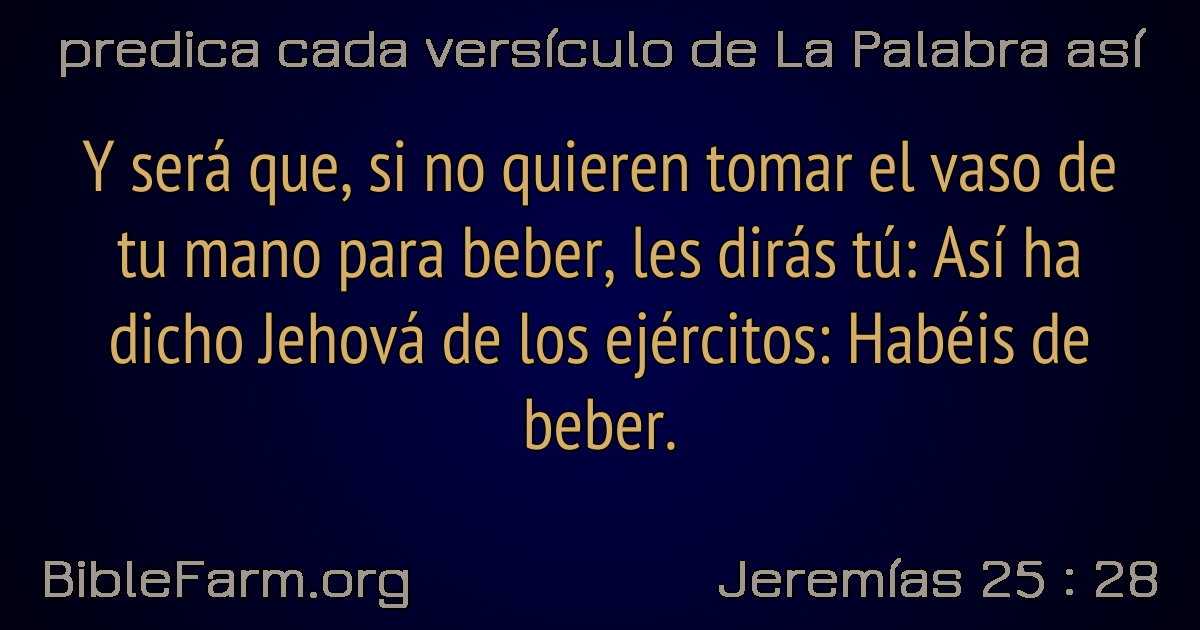 predica cada versículo de La Palabra así
Y será que, si no quieren tomar el vaso de
tu mano para beber, les dirás tú: Así ha
dicho Jehová de los ejércitos: Habéis de
beber.
BibleFarm.org
Jeremías 25 : 28